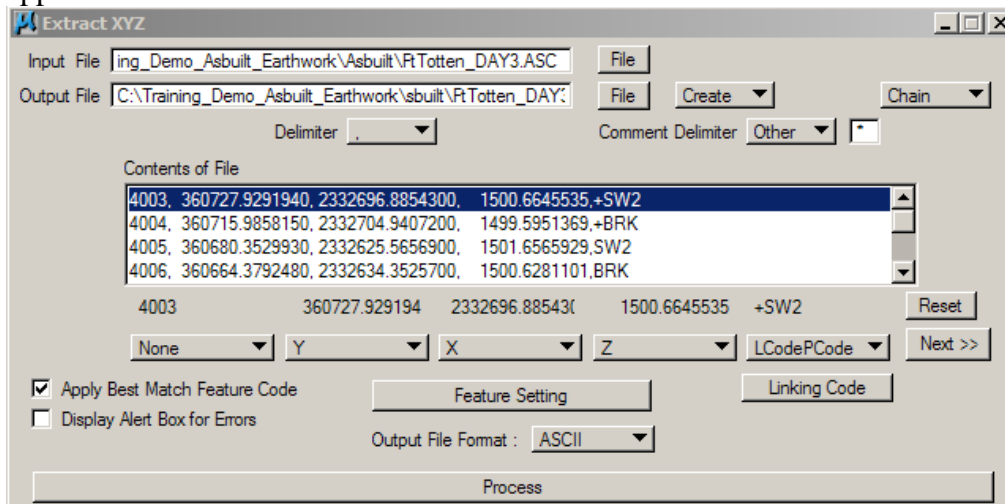 Extract XYZ
Input File ing_Demo_Asbuilt_Earthwork\Asbuilt\FtTotten_DAY3.ASC File
Output File C:\Training_Demo_Asbuilt_Earthwork\sbuilt\FtTotten_DAY3 File Create Chain
Delimiter , Comment Delimiter Other *
Contents of File
4003, 360727.9291940, 2332696.8854300, 1500.6645535,+SW2
4004, 360715.9858150, 2332704.9407200, 1499.5951369,+BRK
4005, 360680.3529930, 2332625.5656900, 1501.6565929,SW2
4006, 360664.3792480, 2332634.3525700, 1500.6281101,BRK
4003 360727.929194 2332696.88543( 1500.6645535 +SW2 Reset
None Y X Z LCodePCode Next >>
Apply Best Match Feature Code Feature Setting Linking Code
Display Alert Box for Errors
Output File Format : ASCII
Process